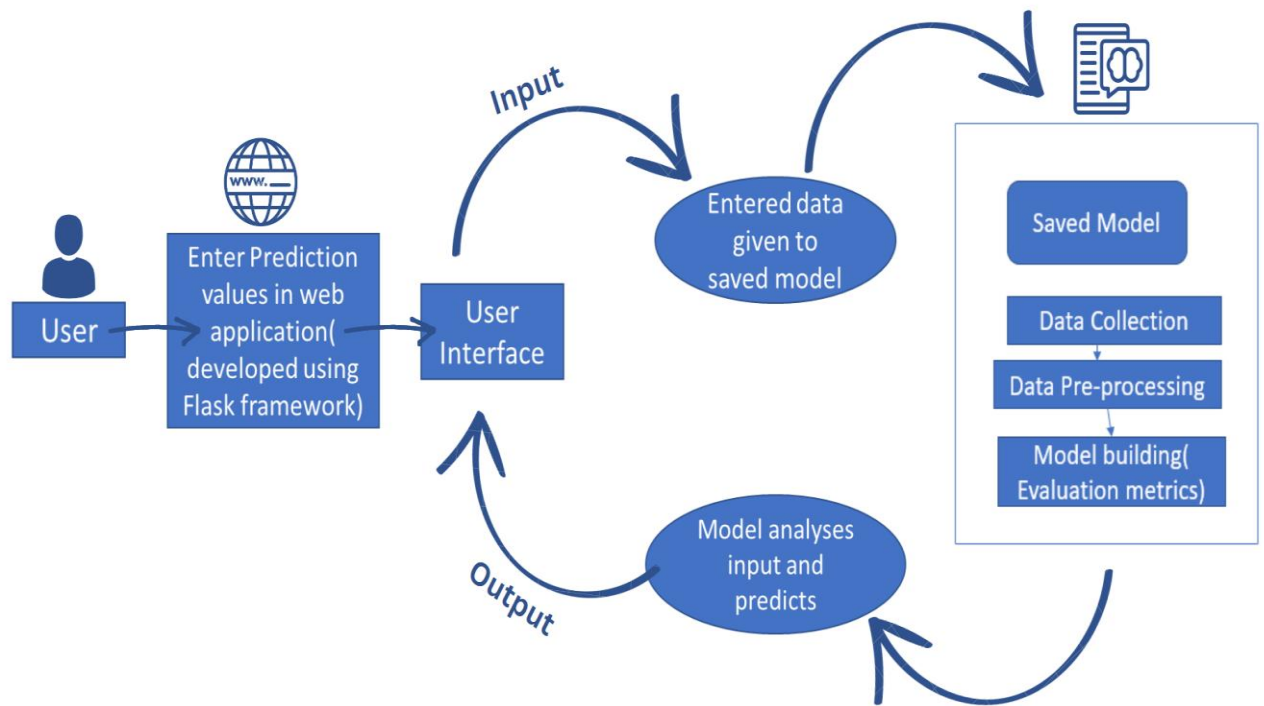 User
www.
Enter Prediction
values in web
application(
developed using
Flask framework)
User
Interface
Input
Entered data
given to
saved model
Saved Model
Data Collection
Data Pre-processing
Model building(
Evaluation metrics)
Model analyses
input and
predicts
Output